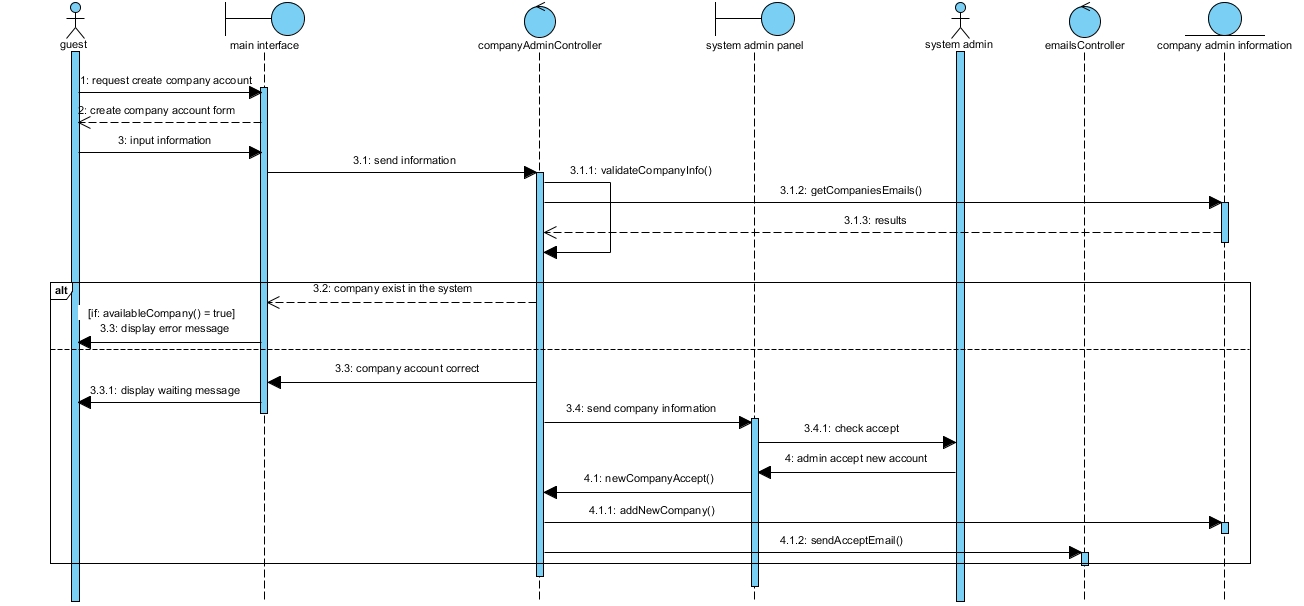 guest
main interface
companyAdminController
system admin panel
system admin
emailsController
company admin information
1: request create company account
2: create company account form
3: input information
3.1: send information
3.1.1: validateCompanyInfo()
3.1.2: getCompaniesEmails()
3.1.3: results
alt
3.2: company exist in the system
[if: availableCompany() = true]
3.3: display error message
3.3: company account correct
3.3.1: display waiting message
3.4: send company information
3.4.1: check accept
4: admin accept new account
4.1: newCompanyAccept()
4.1.1: addNewCompany()
4.1.2: sendAcceptEmail()